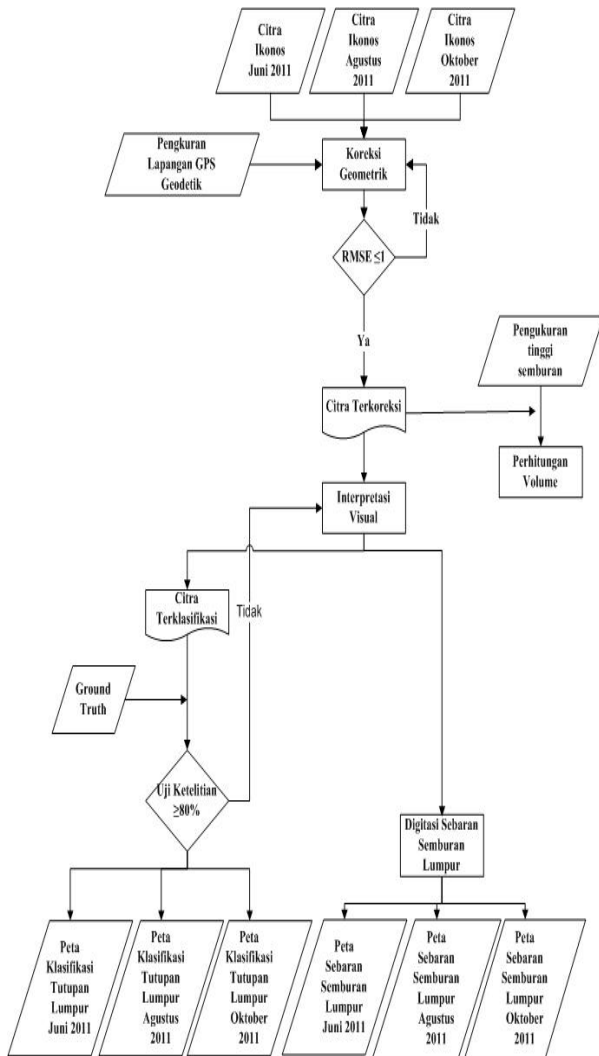 Citra
Ikonos
Juni 2011
Citra
Ikonos
Agustus
2011
Citra
Ikonos
Oktober
2011
Pengkuran
Lapangan GPS
Geodetik
Koreksi
Geometrik
Tidak
RMSE ≤1
Ya
Pengukuran
tinggi
semburan
Citra Terkoreksi
Perhitungan
Volume
Interpretasi
Visual
Citra
Terklasifikasi
Tidak
Ground
Truth
Uji Ketelitian
≥80%
Digitasi Sebaran
Semburan
Lumpur
Peta
Klasifikasi
Tutupan
Lumpur
Juni 2011
Peta
Klasifikasi
Tutupan
Lumpur
Agustus
2011
Peta
Klasifikasi
Tutupan
Lumpur
Oktober
2011
Peta
Sebaran
Semburan
Lumpur
Juni 2011
Peta
Sebaran
Semburan
Lumpur
Agustus
2011
Peta
Sebaran
Semburan
Lumpur
Oktober
2011